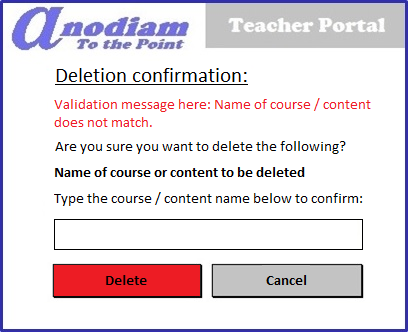 Anodiam
To the Point
Teacher Portal
Deletion confirmation:
Validation message here: Name of course / content
does not match.
Are you sure you want to delete the following?
Name of course or content to be deleted
Type the course / content name below to confirm:
Delete
Cancel